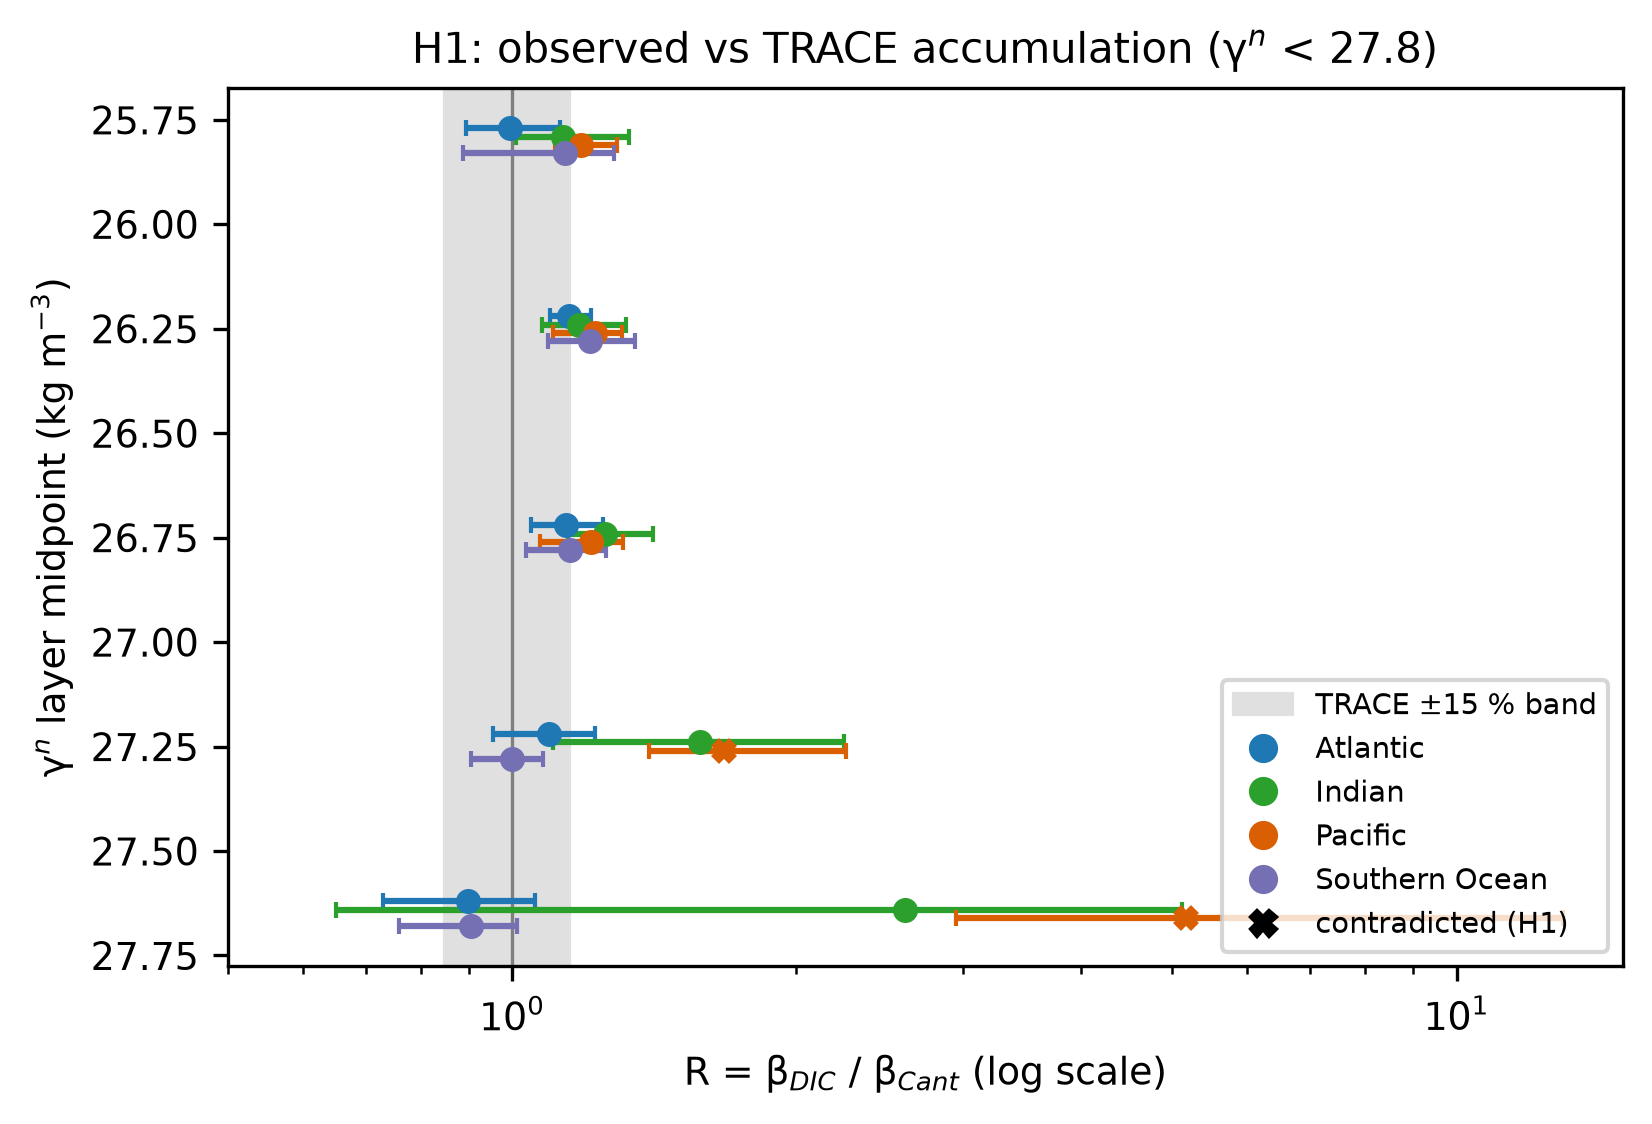 H1: observed vs TRACE accumulation (γⁿ < 27.8)
γⁿ layer midpoint (kg m⁻³)
25.75
26.00
26.25
26.50
26.75
27.00
27.25
27.50
27.75
TRACE ±15 % band
Atlantic
Indian
Pacific
Southern Ocean
contradicted (H1)
10⁰
10¹
R = β_DIC / β_Cant (log scale)